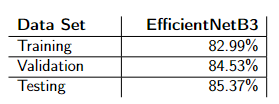 Data Set EfficientNetB3
Training 82.99%
Validation 84.53%
Testing 85.37%